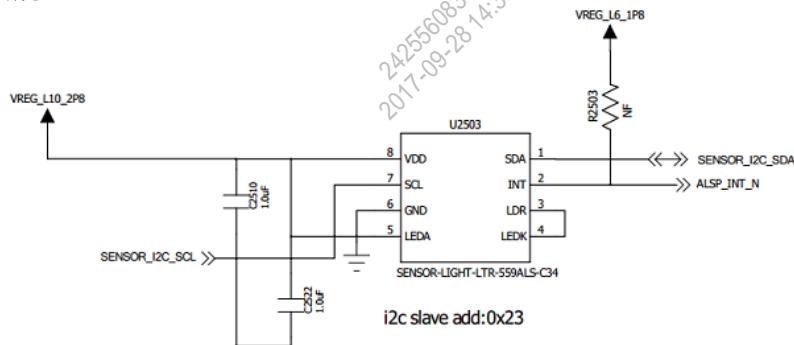 242556083
2017-09-28 14:3
VREG_L6_1P8
VREG_L10_2P8
R2503
NF
U2503
8 VDD SDA 1
SENSOR_I2C_SDA
7 SCL INT 2
ALSP_INT_N
6 GND LDR 3
5 LEDA LEDK 4
C2510
1.0uF
SENSOR_I2C_SCL
SENSOR-LIGHT-LTR-559ALS-C34
C2522
1.0uF
i2c slave add:0x23